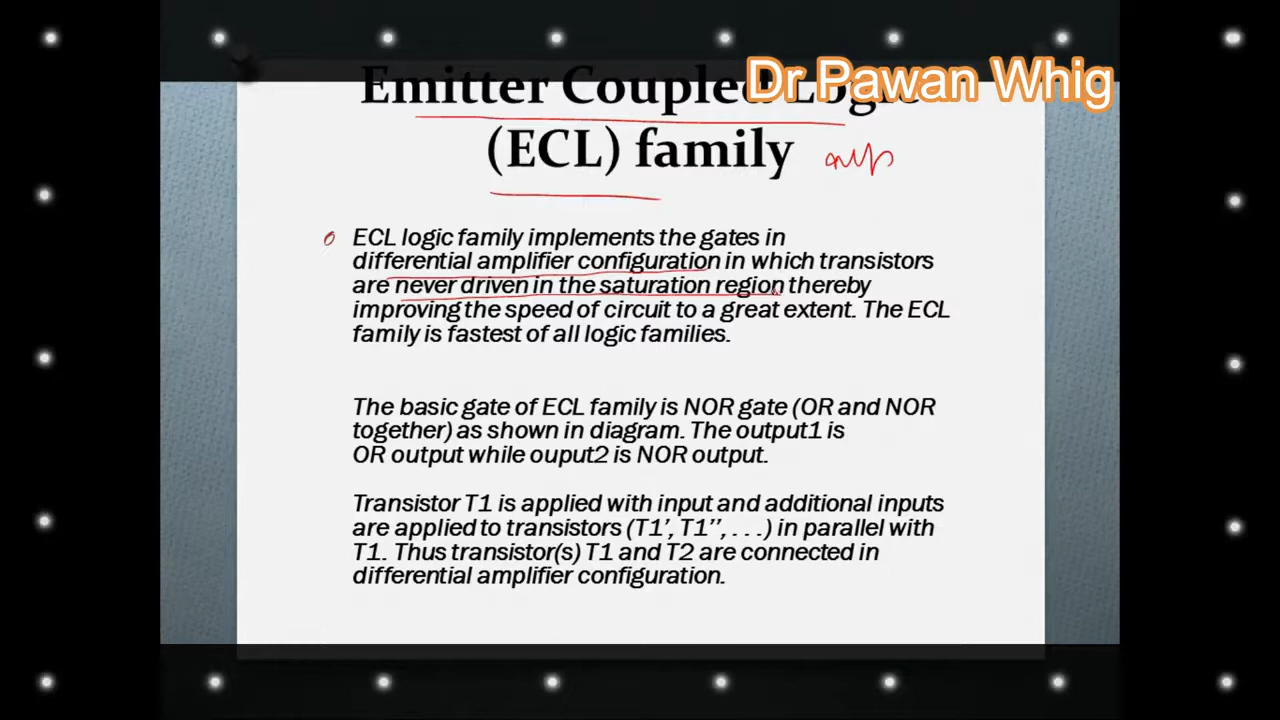 Dr Pawan Whig
Emitter Coupled Logic
(ECL) family
ECL logic family implements the gates in
differential amplifier configuration in which transistors
are never driven in the saturation region thereby
improving the speed of circuit to a great extent. The ECL
family is fastest of all logic families.
The basic gate of ECL family is NOR gate (OR and NOR
together) as shown in diagram. The output1 is
OR output while ouput2 is NOR output.
Transistor T1 is applied with input and additional inputs
are applied to transistors (T1’, T1’’, . . .) in parallel with
T1. Thus transistor(s) T1 and T2 are connected in
differential amplifier configuration.